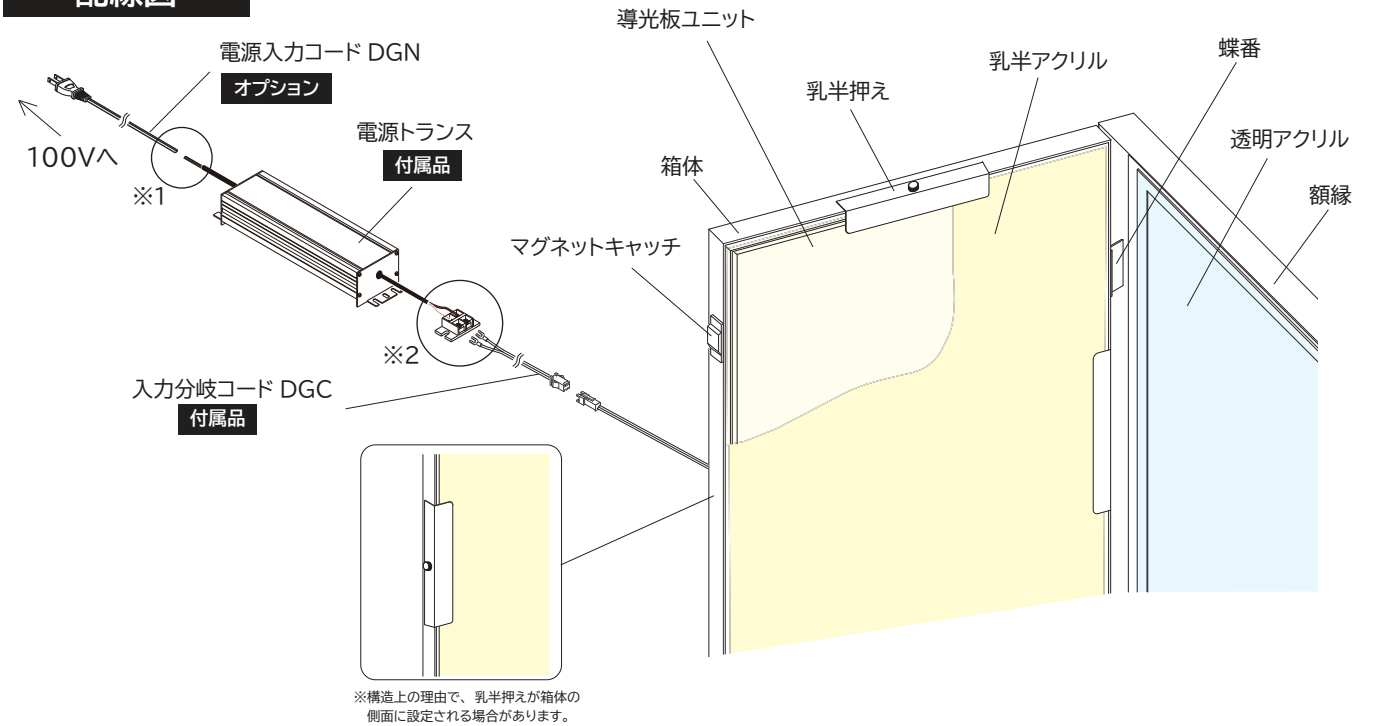 配線図
電源入力コード DGN
オプション
100Vへ
※1
電源トランス
付属品
※2
入力分岐コード DGC
付属品
導光板ユニット
乳半押え
乳半アクリル
蝶番
箱体
透明アクリル
額縁
マグネットキャッチ
※構造上の理由で、乳半押えが箱体の
側面に設定される場合があります。